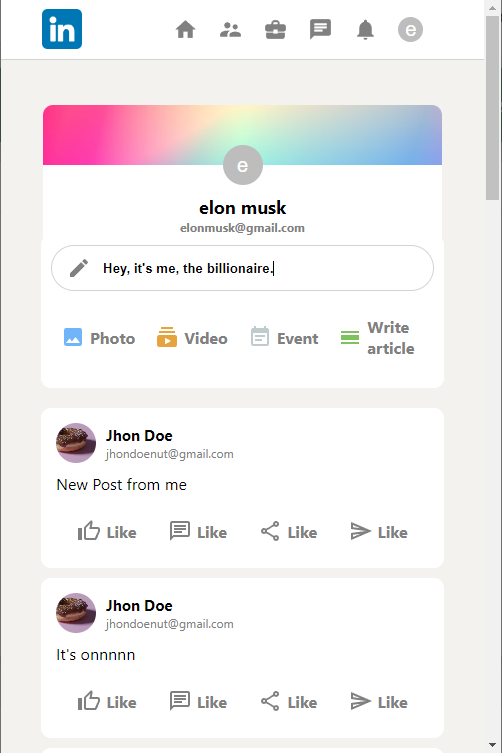 in
e
e
elon musk
elonmusk@gmail.com
Hey, it's me, the billionaire.
Photo
Video
Event
Write
article
Jhon Doe
jhondoenut@gmail.com
New Post from me
Like
Like
Like
Like
Jhon Doe
jhondoenut@gmail.com
It's onnnnn
Like
Like
Like
Like